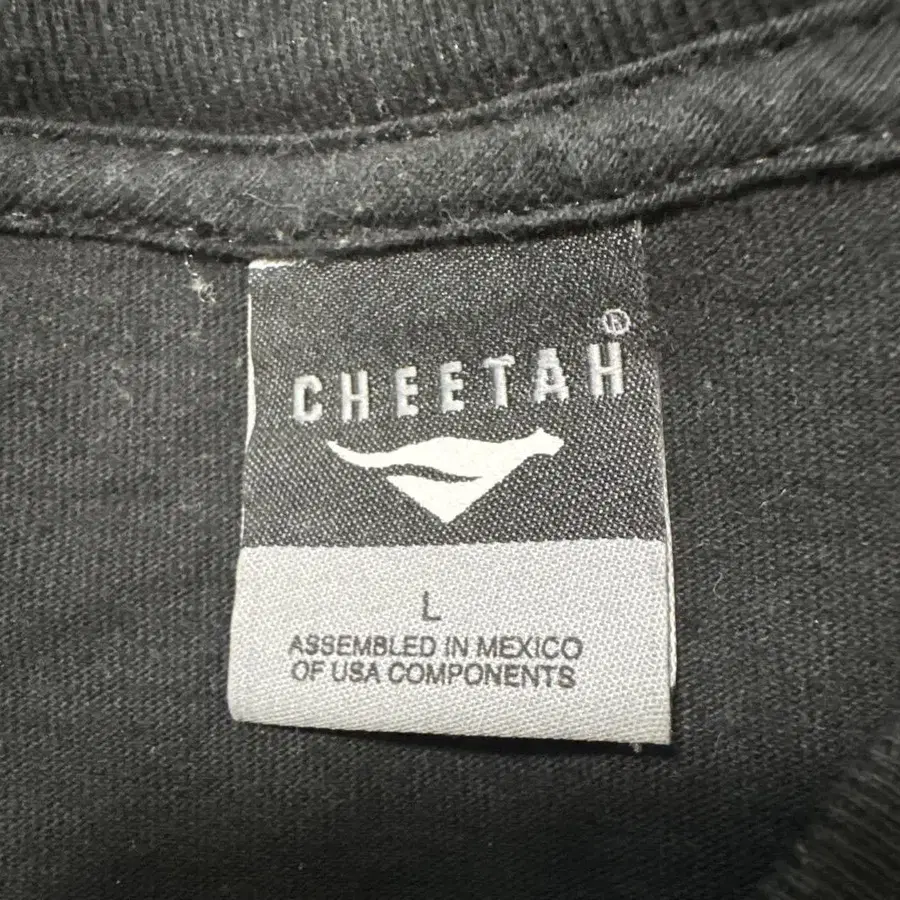 ®
CHEETAH
L
ASSEMBLED IN MEXICO
OF USA COMPONENTS